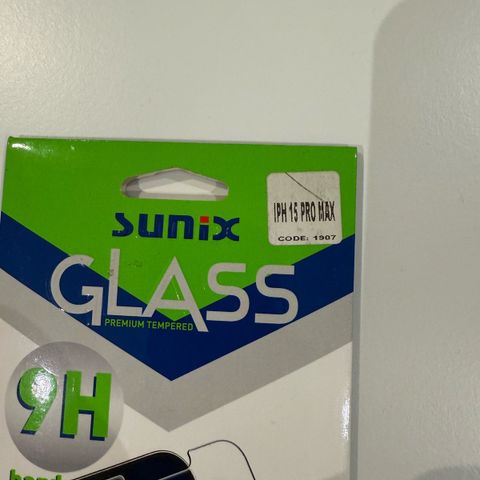 IPH 15 PRO MAX
CODE: 1907
sunix
GLASS
PREMIUM TEMPERED
9H